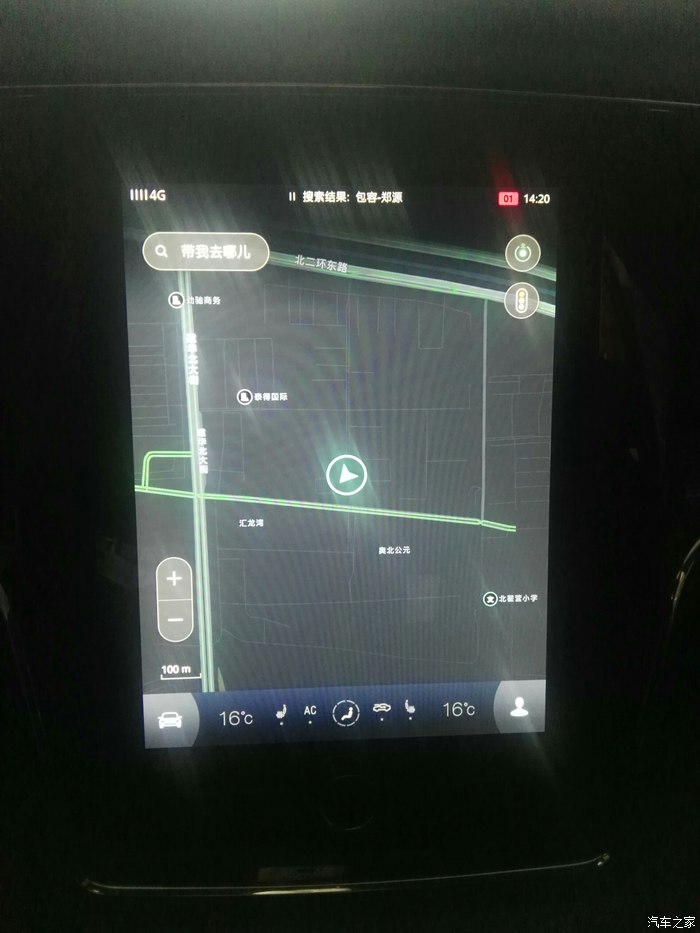 4G
搜索结果：包容-郑源
01
14:20
带我去哪儿
北二环东路
泰得国际
汇龙湾
奥北公元
北翟营小学
100 m
16°c
AC
16°c
汽车之家